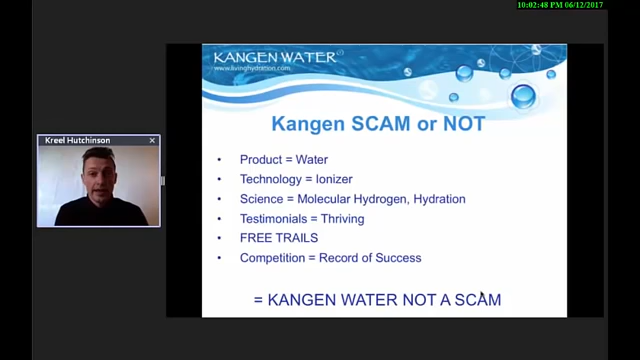 10:02:48 PM 06/12/2017
KANGEN WATER
www.livinghydration.com
Kreel Hutchinson
Kangen SCAM or NOT
• Product = Water
• Technology = Ionizer
• Science = Molecular Hydrogen, Hydration
• Testimonials = Thriving
• FREE TRAILS
• Competition = Record of Success
= KANGEN WATER NOT A SCAM